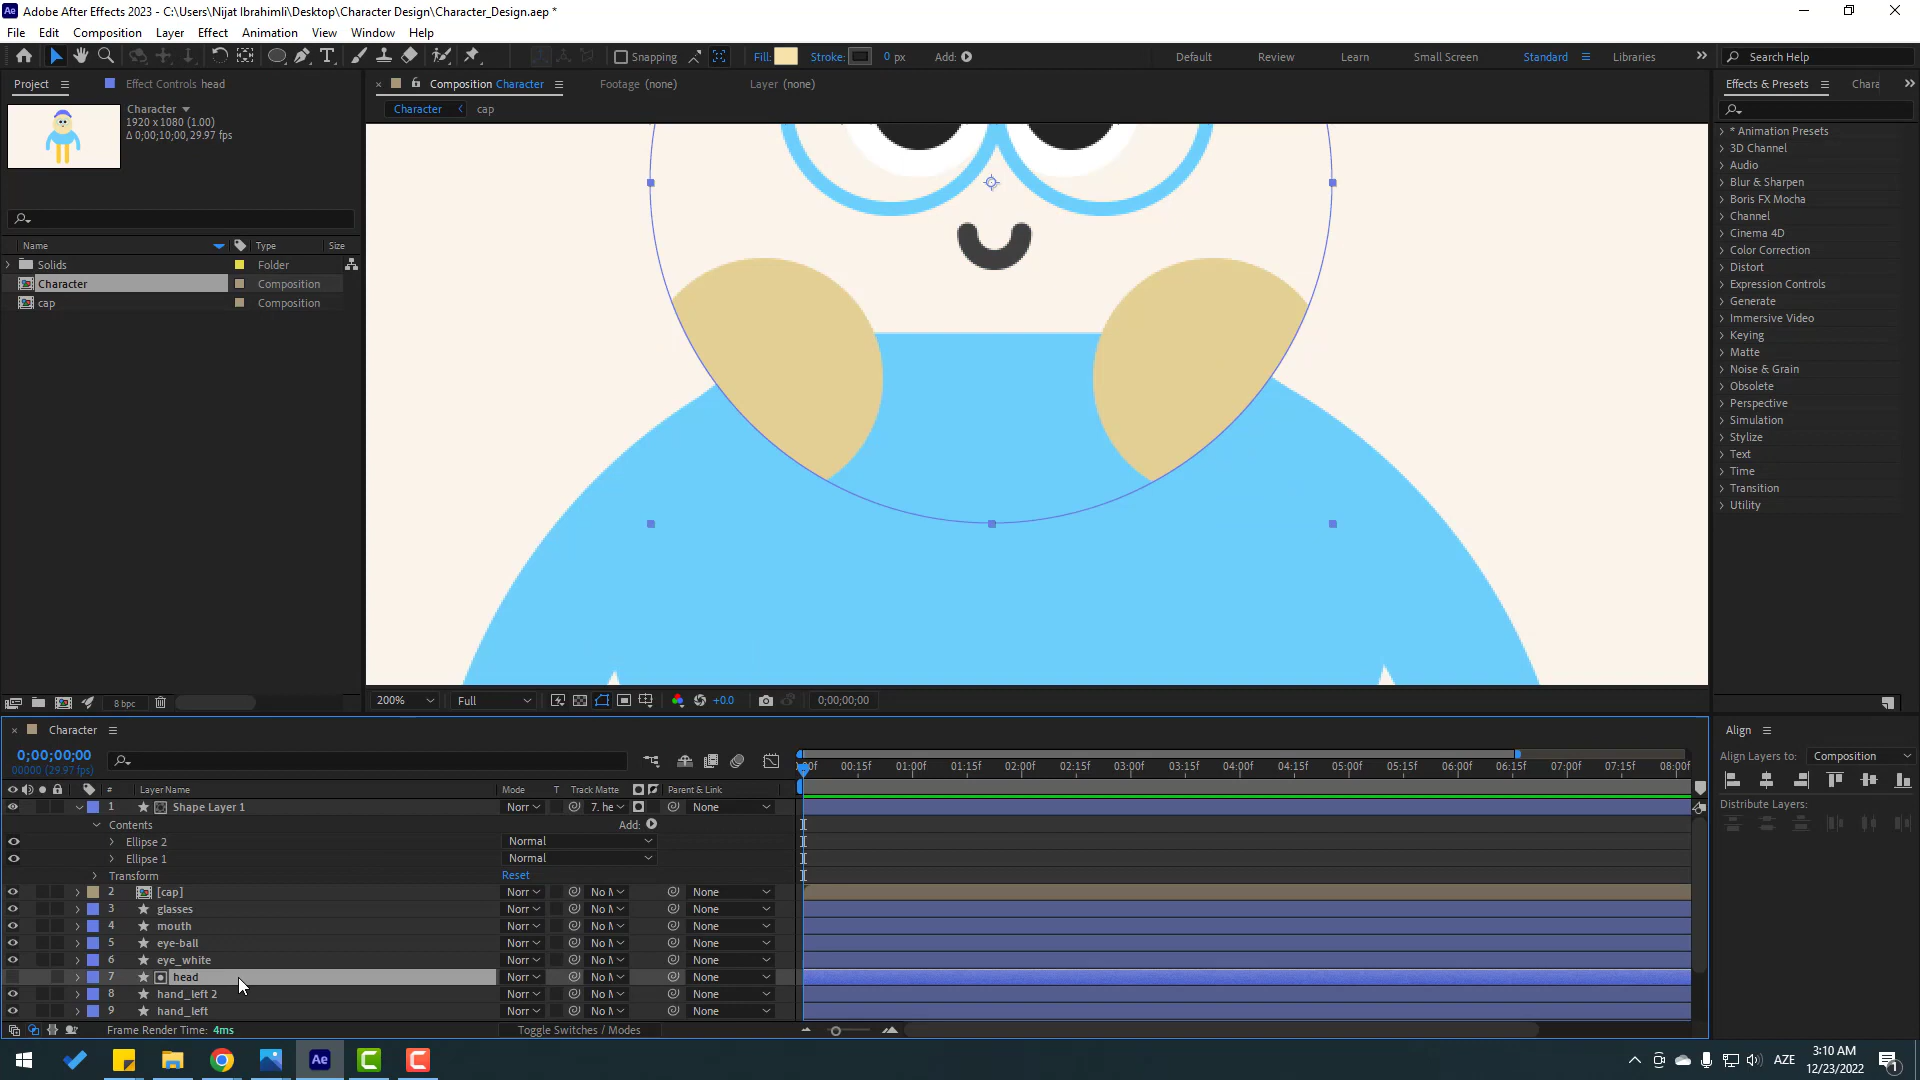 Adobe After Effects 2023 - C:\Users\Nijat Ibrahimli\Desktop\Character Design\Character_Design.aep *
File Edit Composition Layer Effect Animation View Window Help
Snapping Fill: Stroke: 0 px Add: Default Review Learn Small Screen Standard Libraries Search Help
Project Effect Controls head Composition Character Footage (none) Layer (none) Effects & Presets Chara
Character
1920 x 1080 (1.00)
Δ 0;00;10;00, 29.97 fps
Character cap
Name Type Size
Solids Folder
Character Composition
cap Composition
* Animation Presets
3D Channel
Audio
Blur & Sharpen
Boris FX Mocha
Channel
Cinema 4D
Color Correction
Distort
Expression Controls
Generate
Immersive Video
Keying
Matte
Noise & Grain
Obsolete
Perspective
Simulation
Stylize
Text
Time
Transition
Utility
8 bpc 200% Full +0.0 0;00;00;00
Character
0;00;00;00
00000 (29.97 fps)
:00f 00:15f 01:00f 01:15f 02:00f 02:15f 03:00f 03:15f 04:00f 04:15f 05:00f 05:15f 06:00f 06:15f 07:00f 07:15f 08:00f
# Layer Name Mode T Track Matte Parent & Link
1 Shape Layer 1 Norr 7. he None
Contents Add:
Ellipse 2 Normal
Ellipse 1 Normal
Transform Reset
2 [cap] Norr No M None
3 glasses Norr No M None
4 mouth Norr No M None
5 eye-ball Norr No M None
6 eye_white Norr No M None
7 head Norr No M None
8 hand_left 2 Norr No M None
9 hand_left Norr No M None
Frame Render Time: 4ms Toggle Switches / Modes
Align
Align Layers to: Composition
Distribute Layers:
AZE 3:10 AM
12/23/2022
1